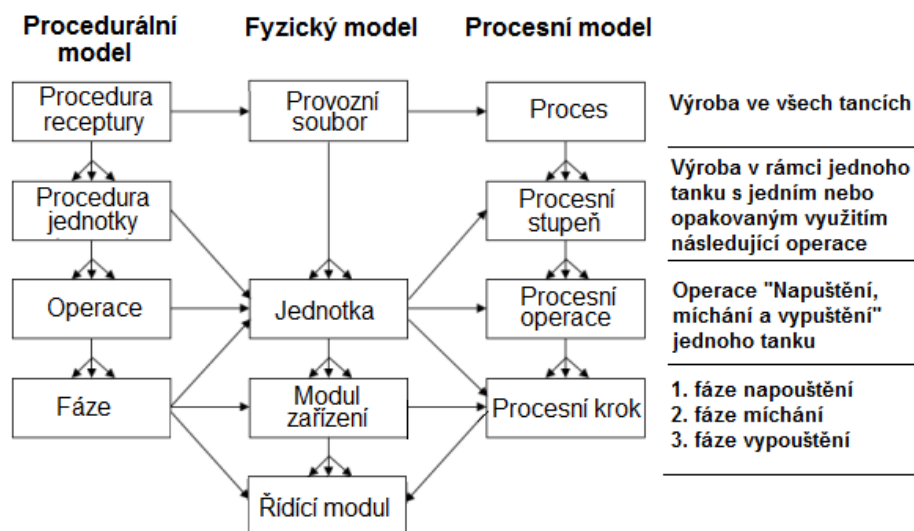 Procedurální
model
Fyzický model
Procesní model
Procedura
receptury
Provozní
soubor
Proces
Výroba ve všech tancích
Procedura
jednotky
Procesní
stupeň
Výroba v rámci jednoho
tanku s jedním nebo
opakovaným využitím
následující operace
Operace
Jednotka
Procesní
operace
Operace "Napuštění,
míchání a vypuštění"
jednoho tanku
Fáze
Modul
zařízení
Procesní krok
1. fáze napouštění
2. fáze míchání
3. fáze vypouštění
Řídící modul